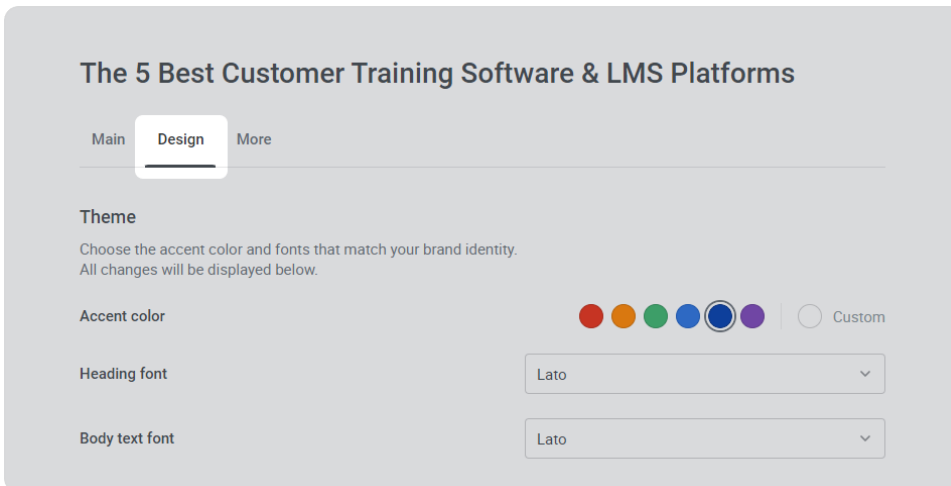 The 5 Best Customer Training Software & LMS Platforms
Main Design More
Theme
Choose the accent color and fonts that match your brand identity.
All changes will be displayed below.
Accent color Custom
Heading font Lato
Body text font Lato